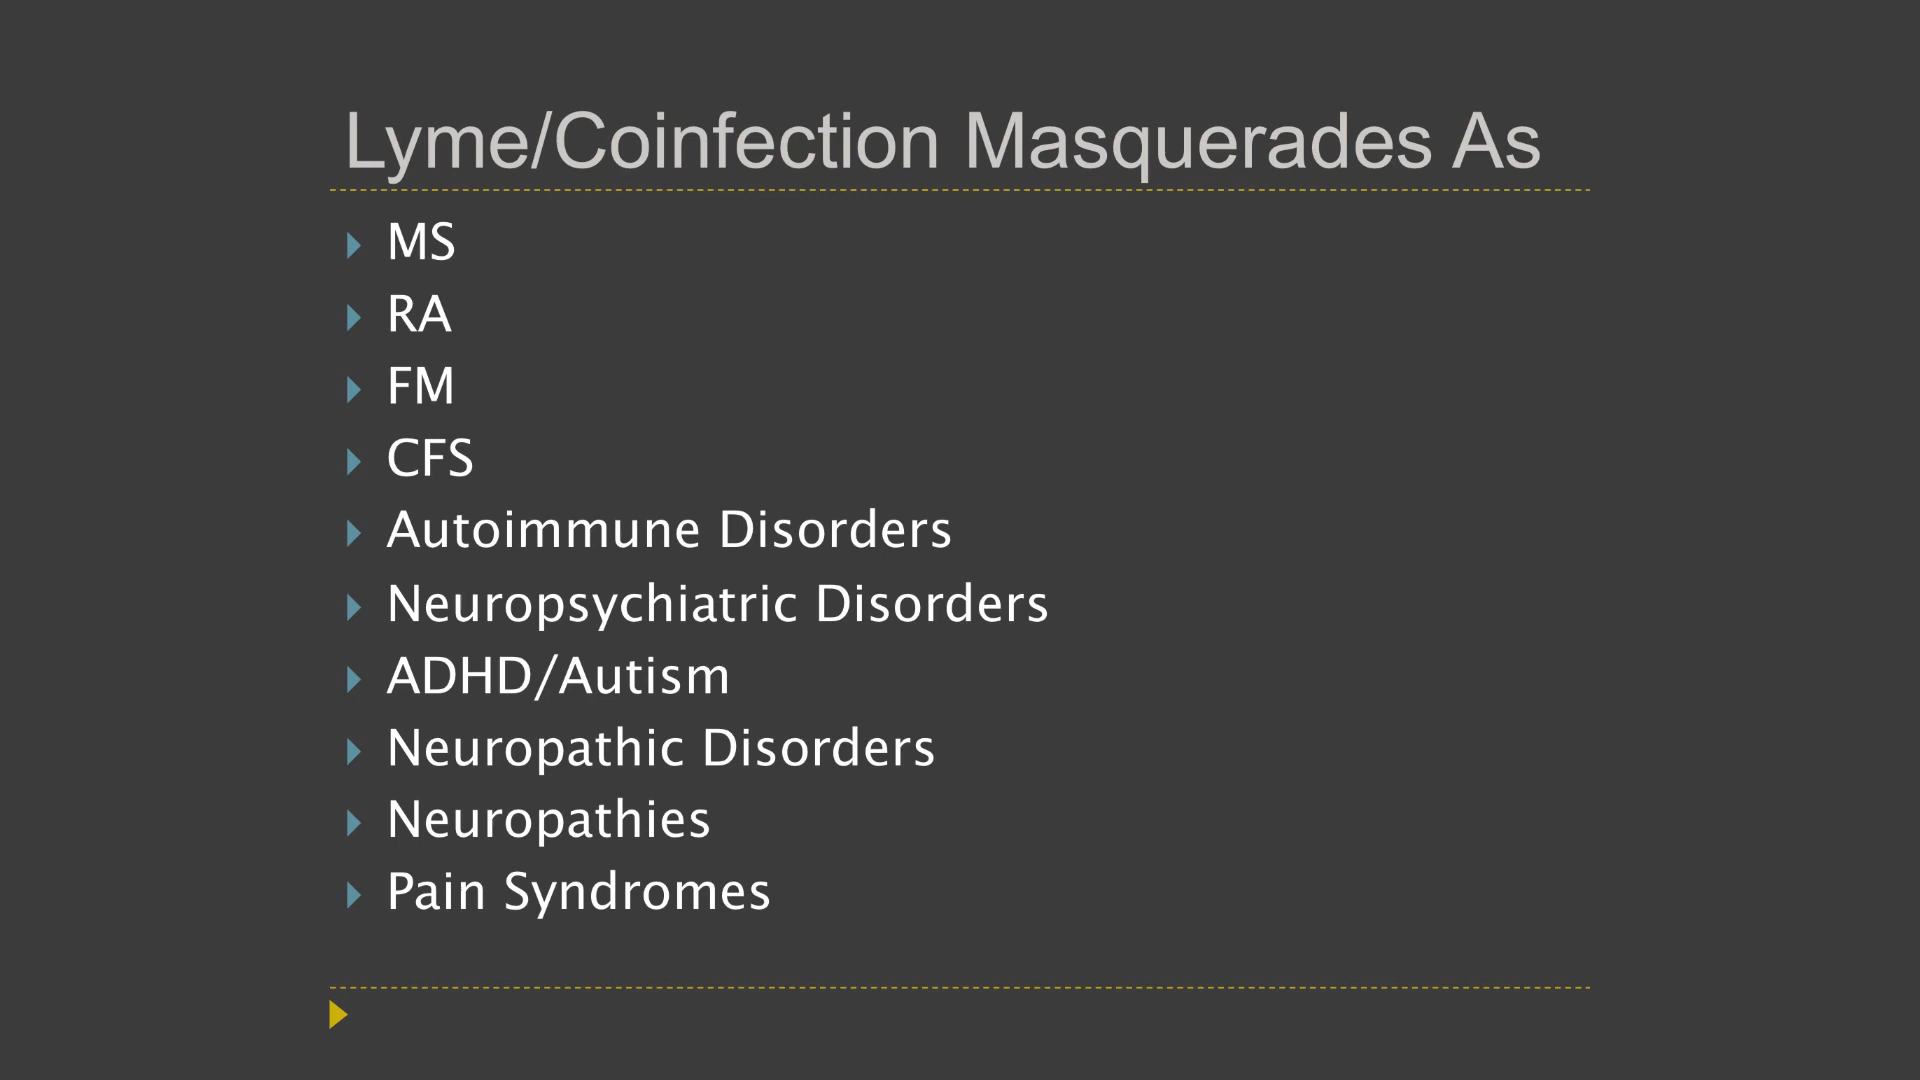 Lyme/Coinfection Masquerades As
MS
RA
FM
CFS
Autoimmune Disorders
Neuropsychiatric Disorders
ADHD/Autism
Neuropathic Disorders
Neuropathies
Pain Syndromes